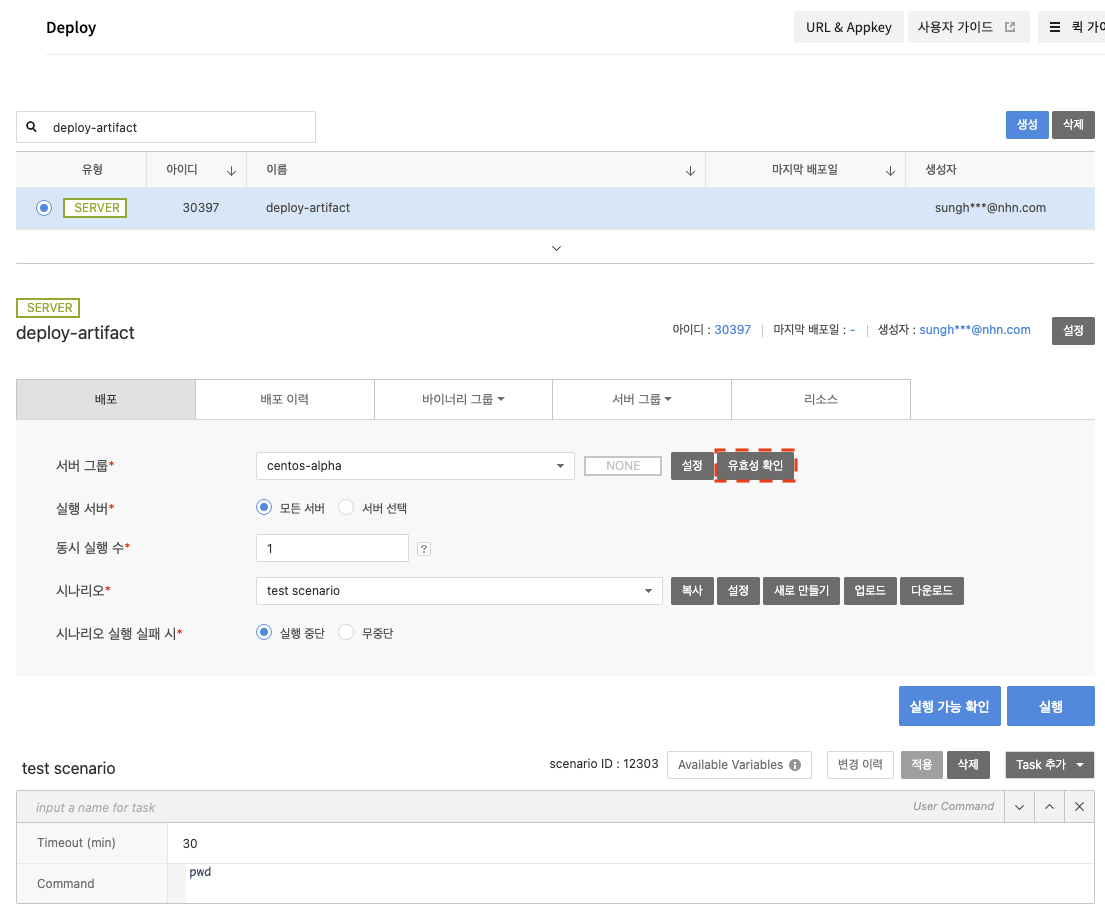 Deploy
URL & Appkey
사용자 가이드
퀵 가이
deploy-artifact
생성
삭제
유형
아이디
이름
마지막 배포일
생성자
SERVER
30397
deploy-artifact
sungh***@nhn.com
SERVER
deploy-artifact
아이디 : 30397
마지막 배포일 : -
생성자 : sungh***@nhn.com
설정
배포
배포 이력
바이너리 그룹
서버 그룹
리소스
서버 그룹*
centos-alpha
NONE
설정
유효성 확인
실행 서버*
모든 서버
서버 선택
동시 실행 수*
1
?
시나리오*
test scenario
복사
설정
새로 만들기
업로드
다운로드
시나리오 실행 실패 시*
실행 중단
무중단
실행 가능 확인
실행
test scenario
scenario ID : 12303
Available Variables
변경 이력
적용
삭제
Task 추가
input a name for task
User Command
Timeout (min)
30
Command
pwd